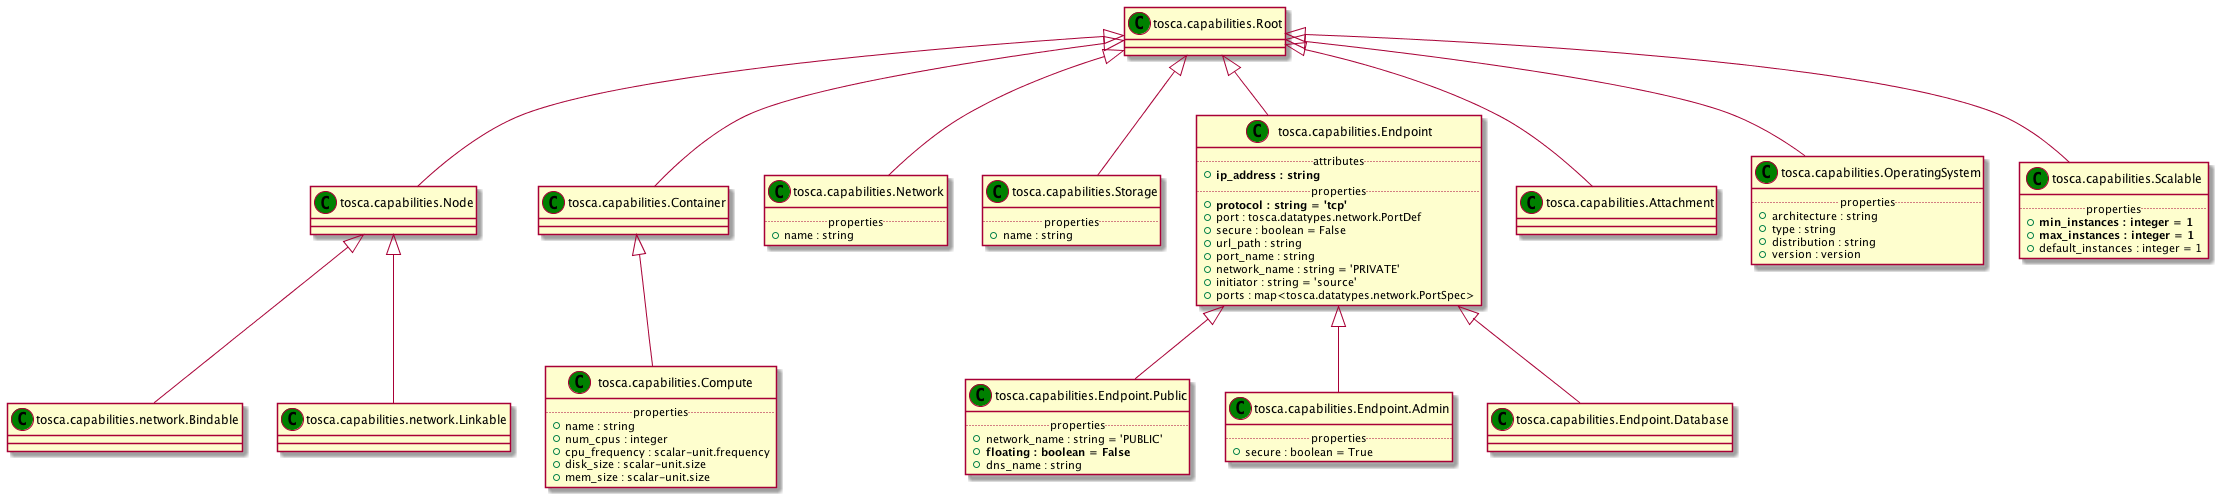 C tosca.capabilities.Root
C tosca.capabilities.Node
C tosca.capabilities.Container
C tosca.capabilities.Network
properties
name : string
C tosca.capabilities.Storage
properties
name : string
C tosca.capabilities.Endpoint
attributes
ip_address : string
properties
protocol : string = 'tcp'
port : tosca.datatypes.network.PortDef
secure : boolean = False
url_path : string
port_name : string
network_name : string = 'PRIVATE'
initiator : string = 'source'
ports : map<tosca.datatypes.network.PortSpec>
C tosca.capabilities.Attachment
C tosca.capabilities.OperatingSystem
properties
architecture : string
type : string
distribution : string
version : version
C tosca.capabilities.Scalable
properties
min_instances : integer = 1
max_instances : integer = 1
default_instances : integer = 1
C tosca.capabilities.network.Bindable
C tosca.capabilities.network.Linkable
C tosca.capabilities.Compute
properties
name : string
num_cpus : integer
cpu_frequency : scalar-unit.frequency
disk_size : scalar-unit.size
mem_size : scalar-unit.size
C tosca.capabilities.Endpoint.Public
properties
network_name : string = 'PUBLIC'
floating : boolean = False
dns_name : string
C tosca.capabilities.Endpoint.Admin
properties
secure : boolean = True
C tosca.capabilities.Endpoint.Database